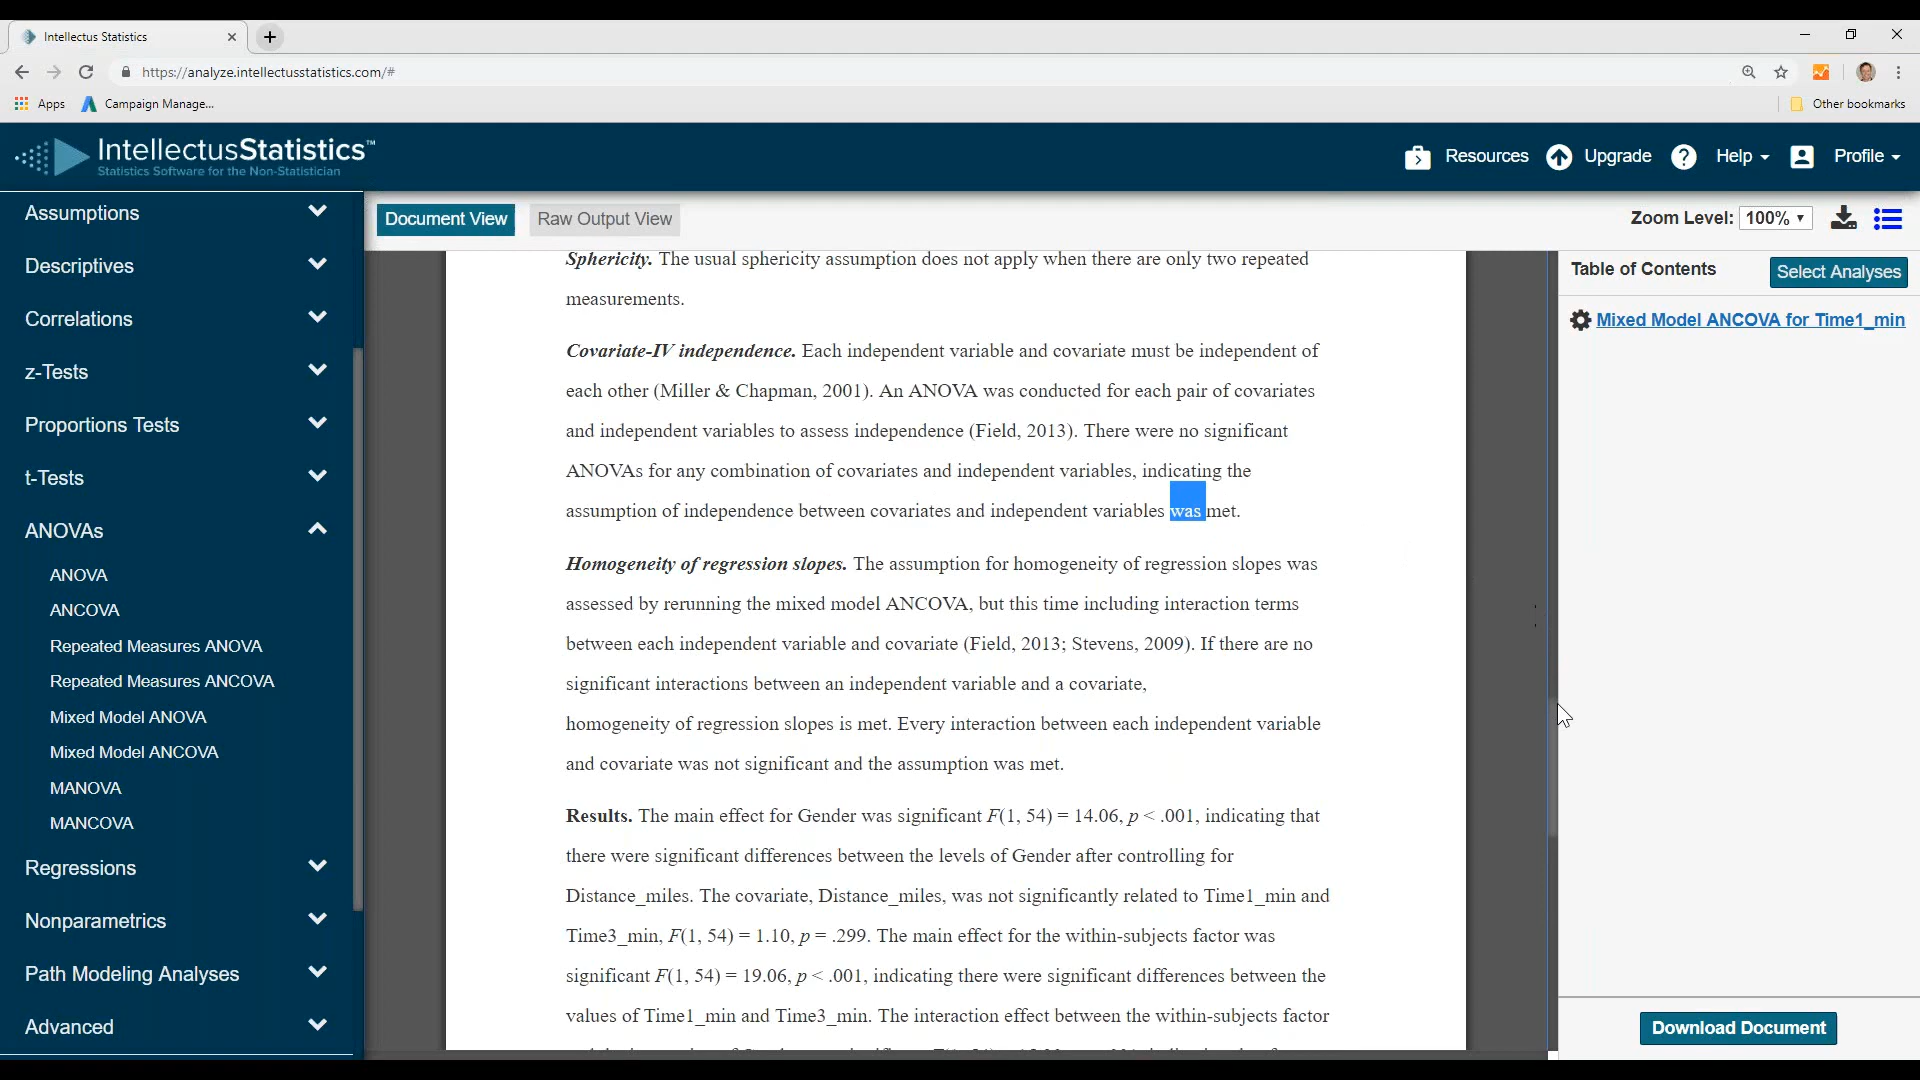 Intellectus Statistics
https://analyze.intellectusstatistics.com/#
Apps
Campaign Manage...
Other bookmarks
IntellectusStatistics™
Statistics Software for the Non-Statistician
Resources
Upgrade
Help
Profile
Assumptions
Descriptives
Correlations
z-Tests
Proportions Tests
t-Tests
ANOVAs
ANOVA
ANCOVA
Repeated Measures ANOVA
Repeated Measures ANCOVA
Mixed Model ANOVA
Mixed Model ANCOVA
MANOVA
MANCOVA
Regressions
Nonparametrics
Path Modeling Analyses
Advanced
Document View
Raw Output View
Zoom Level: 100%
Sphericity. The usual sphericity assumption does not apply when there are only two repeated
measurements.
Covariate-IV independence. Each independent variable and covariate must be independent of
each other (Miller & Chapman, 2001). An ANOVA was conducted for each pair of covariates
and independent variables to assess independence (Field, 2013). There were no significant
ANOVAs for any combination of covariates and independent variables, indicating the
assumption of independence between covariates and independent variables was met.
Homogeneity of regression slopes. The assumption for homogeneity of regression slopes was
assessed by rerunning the mixed model ANCOVA, but this time including interaction terms
between each independent variable and covariate (Field, 2013; Stevens, 2009). If there are no
significant interactions between an independent variable and a covariate,
homogeneity of regression slopes is met. Every interaction between each independent variable
and covariate was not significant and the assumption was met.
Results. The main effect for Gender was significant F(1, 54) = 14.06, p < .001, indicating that
there were significant differences between the levels of Gender after controlling for
Distance_miles. The covariate, Distance_miles, was not significantly related to Time1_min and
Time3_min, F(1, 54) = 1.10, p = .299. The main effect for the within-subjects factor was
significant F(1, 54) = 19.06, p < .001, indicating there were significant differences between the
values of Time1_min and Time3_min. The interaction effect between the within-subjects factor
Table of Contents
Select Analyses
Mixed Model ANCOVA for Time1_min
Download Document